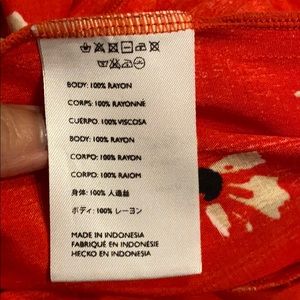 BODY: 100% RAYON
CORPS: 100% RAYONNE
CUERPO: 100% VISCOSA
BODY: 100% RAYON
CORPO: 100% RAYON
CORPO: 100% RAIOM
身体: 100% 人造絲
ボディ: 100% レーヨン
MADE IN INDONESIA
FABRIQUÉ EN INDONÉSIE
HECKO EN INDONESIA